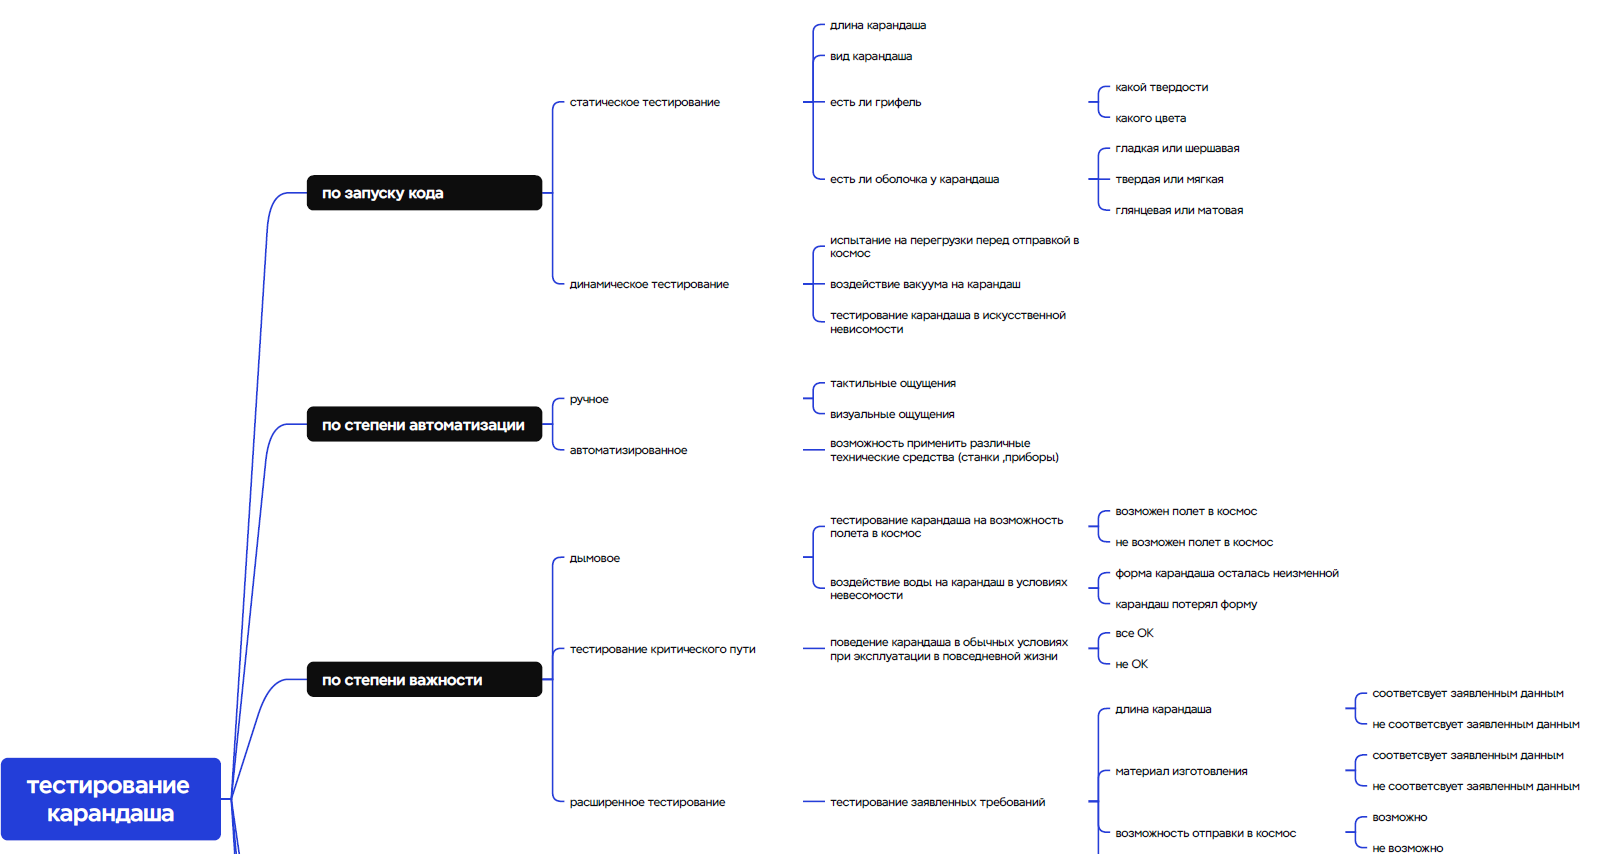 длина карандаша
вид карандаша
есть ли грифель
какой твердости
какого цвета
статическое тестирование
гладкая или шершавая
есть ли оболочка у карандаша
твердая или мягкая
глянцевая или матовая
по запуску кода
испытание на перегрузки перед отправкой в
космос
динамическое тестирование
воздействие вакуума на карандаш
тестирование карандаша в искусственной
невисомости
тактильные ощущения
ручное
визуальные ощущения
по степени автоматизации
автоматизированное
возможность применить различные
технические средства (станки ,приборы)
тестирование карандаша на возможность
полета в космос
возможен полет в космос
не возможен полет в космос
дымовое
воздействие воды на карандаш в условиях
невесомости
форма карандаша осталась неизменной
карандаш потерял форму
тестирование критического пути
поведение карандаша в обычных условиях
при эксплуатации в повседневной жизни
все ОК
не ОК
по степени важности
длина карандаша
соответсвует заявленным данным
не соответсвует заявленным данным
материал изготовления
соответсвует заявленным данным
не соответсвует заявленным данным
расширенное тестирование
тестирование заявленных требований
возможность отправки в космос
возможно
не возможно
тестирование
карандаша